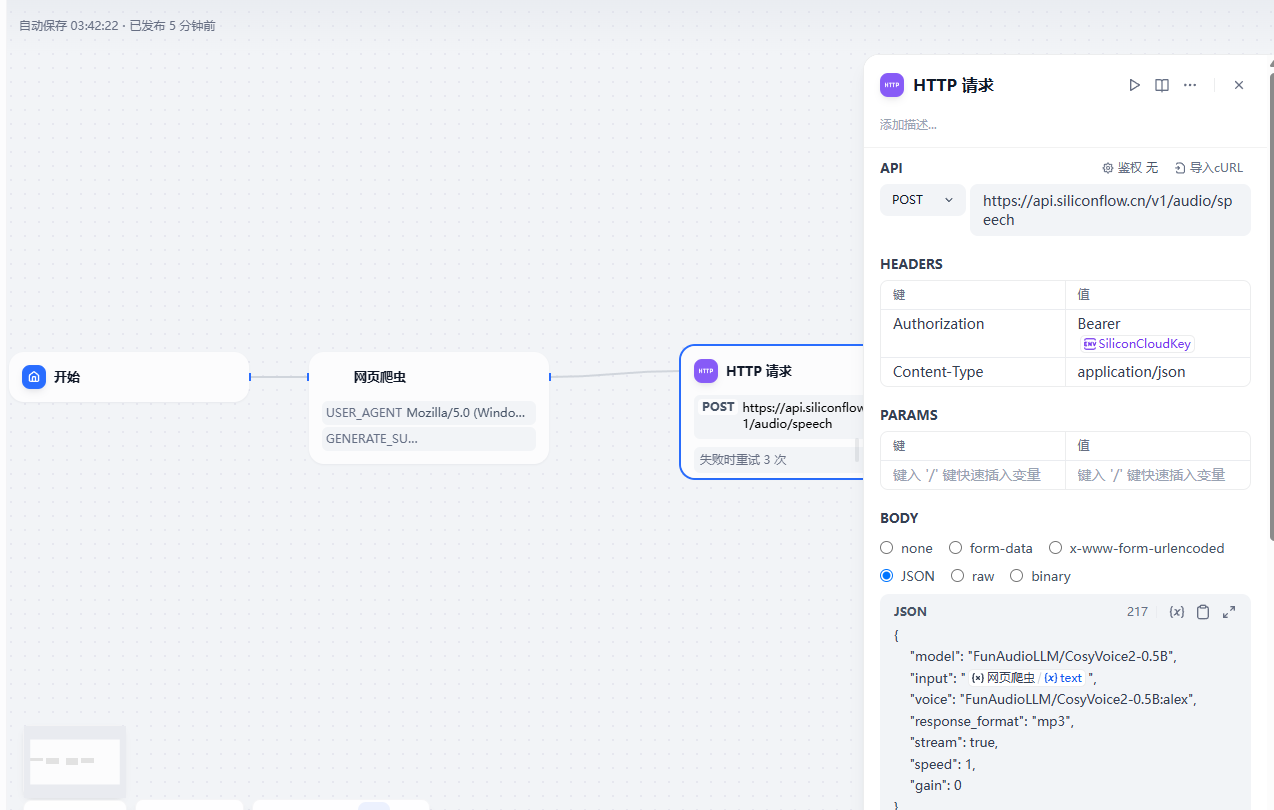 自动保存 03:42:22 · 已发布 5 分钟前
开始
网页爬虫
USER_AGENT Mozilla/5.0 (Windo...
GENERATE_SU...
HTTP
HTTP 请求
POST https://api.siliconflow
1/audio/speech
失败时重试 3 次
HTTP
HTTP 请求
添加描述...
API
鉴权 无
导入cURL
POST
https://api.siliconflow.cn/v1/audio/sp
eech
HEADERS
键 值
Authorization Bearer
ENV SiliconCloudKey
Content-Type application/json
PARAMS
键 值
键入 '/' 键快速插入变量 键入 '/' 键快速插入变量
BODY
none form-data x-www-form-urlencoded
JSON raw binary
JSON 217 {x}
{
"model": "FunAudioLLM/CosyVoice2-0.5B",
"input": " (×) 网页爬虫 / {x} text ",
"voice": "FunAudioLLM/CosyVoice2-0.5B:alex",
"response_format": "mp3",
"stream": true,
"speed": 1,
"gain": 0
}